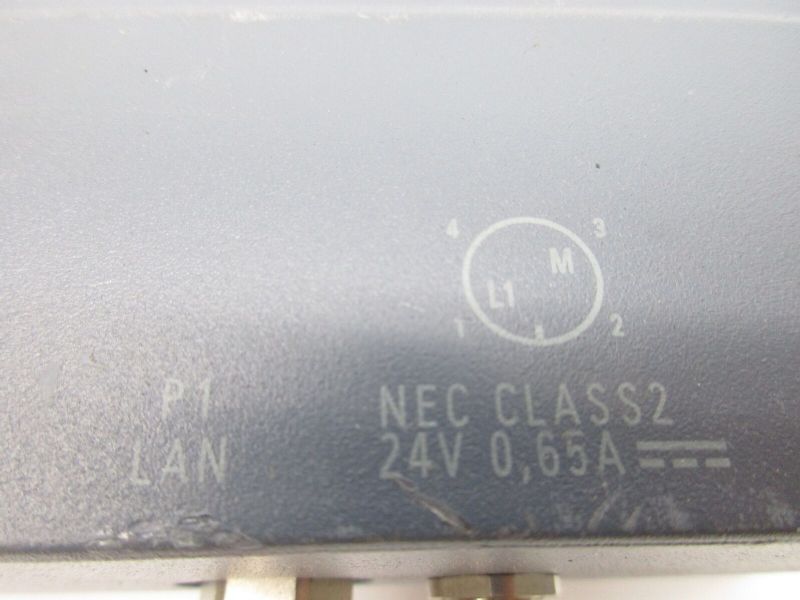 4 3
M
L1
1 2
P1 NEC CLASS2
LAN 24V 0,65A